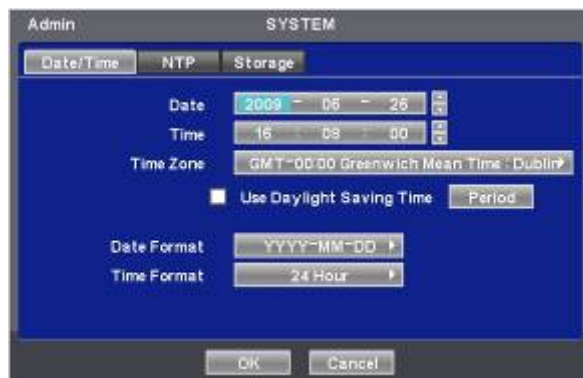 Admin SYSTEM
Date/Time NTP Storage
Date 2009 - 06 - 26
Time 16 : 09 : 00
Time Zone GMT-00:00 Greenwich Mean Time : Dublin
Use Daylight Saving Time Period
Date Format YYYY-MM-DD
Time Format 24 Hour
OK Cancel